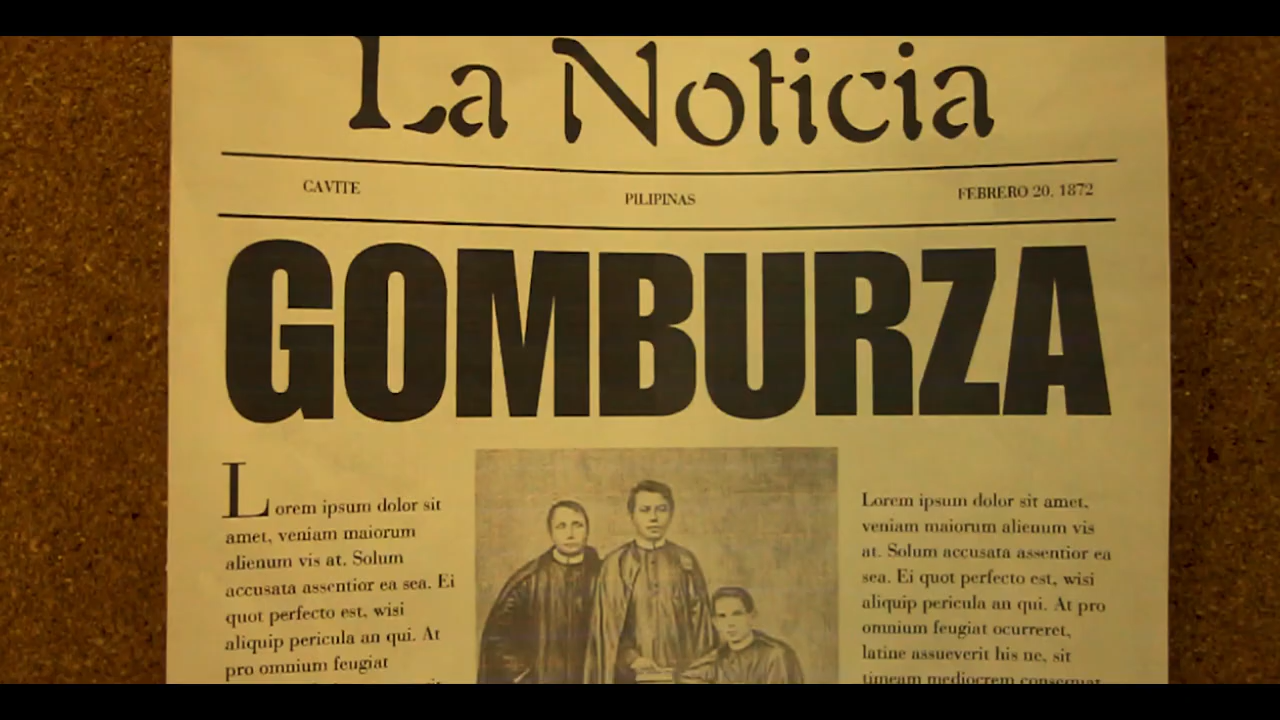 La Noticia
CAVITE PILIPINAS FEBRERO 20, 1872
GOMBURZA
Lorem ipsum dolor sit
amet, veniam maiorum
alienum vis at. Solum
accusata assentior ea sea. Ei
quot perfecto est, wisi
aliquip pericula an qui. At
pro omnium feugiat
Lorem ipsum dolor sit amet,
veniam maiorum alienum vis
at. Solum accusata assentior ea
sea. Ei quot perfecto est, wisi
aliquip pericula an qui. At pro
omnium feugiat ocurreret,
latine assueverit his ne, sit
timeam mediocrem consequat